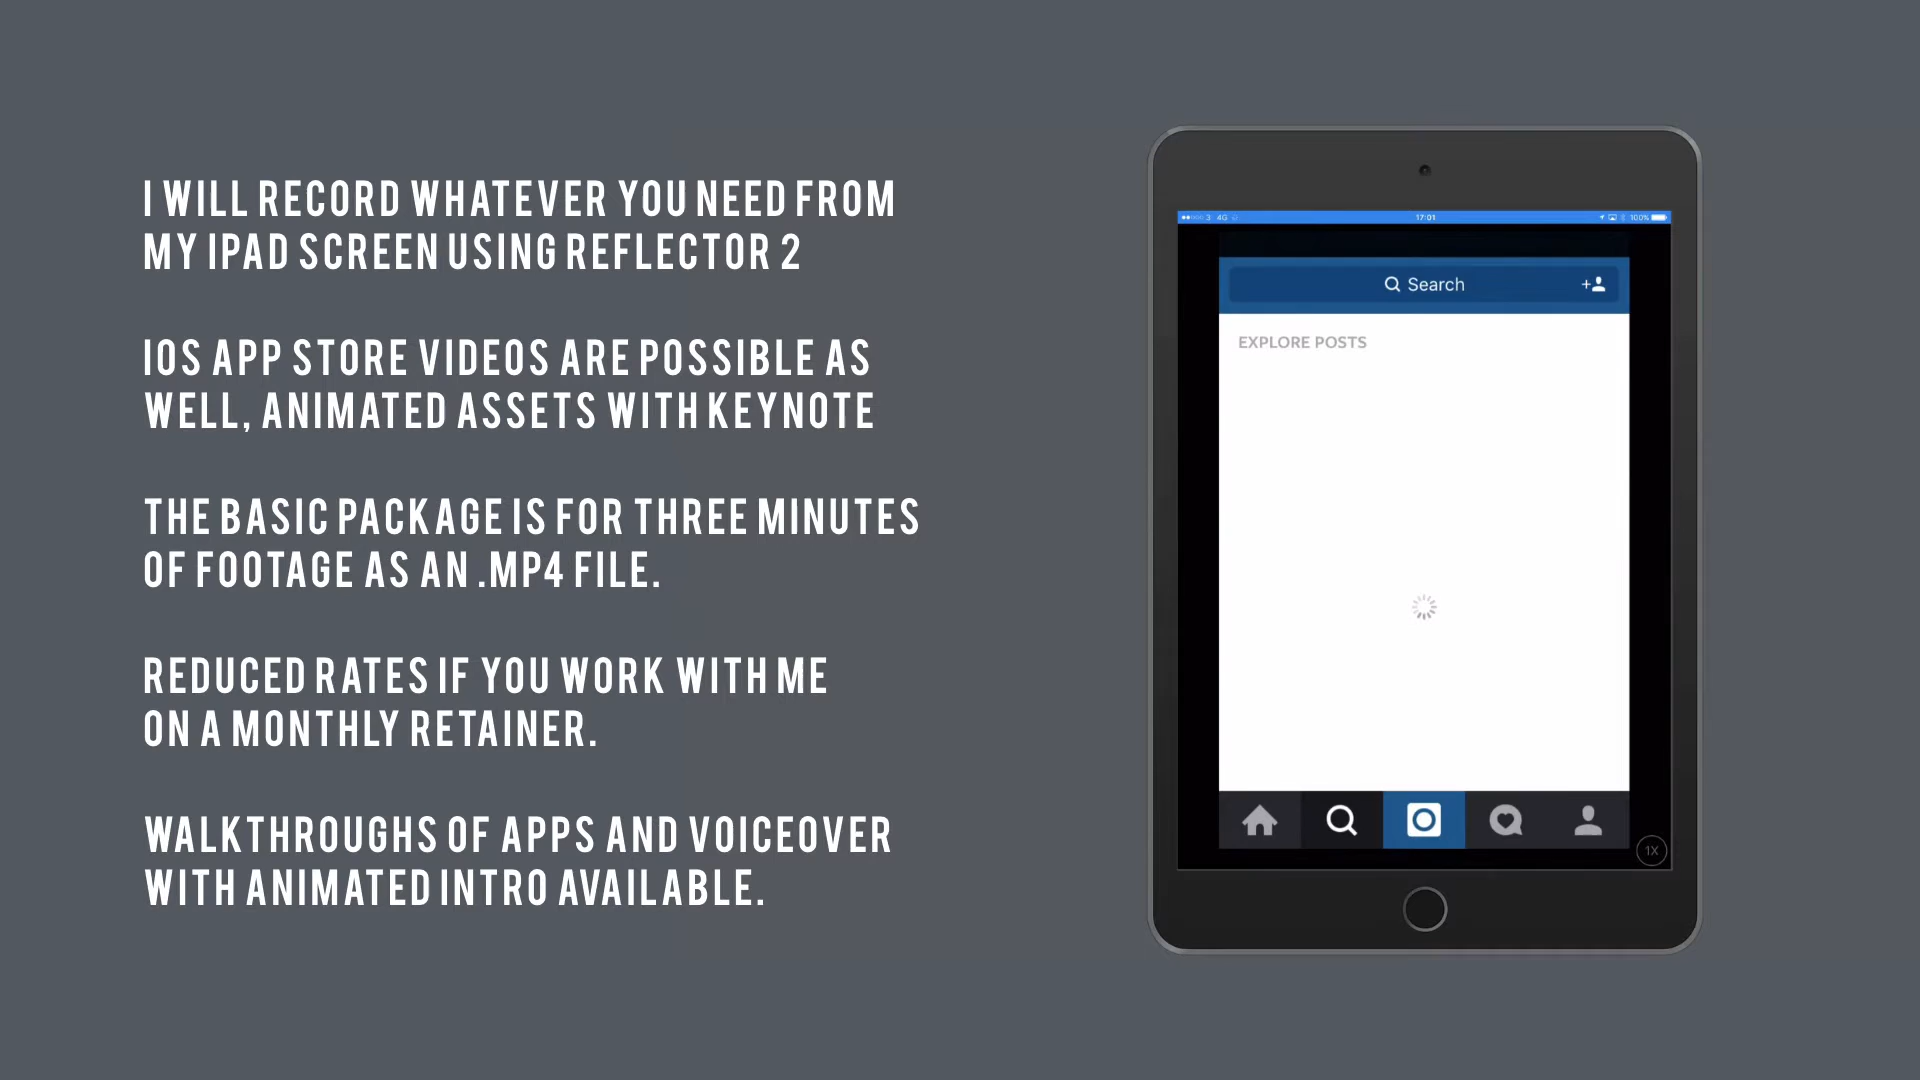 I WILL RECORD WHATEVER YOU NEED FROM
MY IPAD SCREEN USING REFLECTOR 2
IOS APP STORE VIDEOS ARE POSSIBLE AS
WELL, ANIMATED ASSETS WITH KEYNOTE
THE BASIC PACKAGE IS FOR THREE MINUTES
OF FOOTAGE AS AN .MP4 FILE.
REDUCED RATES IF YOU WORK WITH ME
ON A MONTHLY RETAINER.
WALKTHROUGHS OF APPS AND VOICEOVER
WITH ANIMATED INTRO AVAILABLE.
3 4G 17:01 100%
Search
EXPLORE POSTS
1X